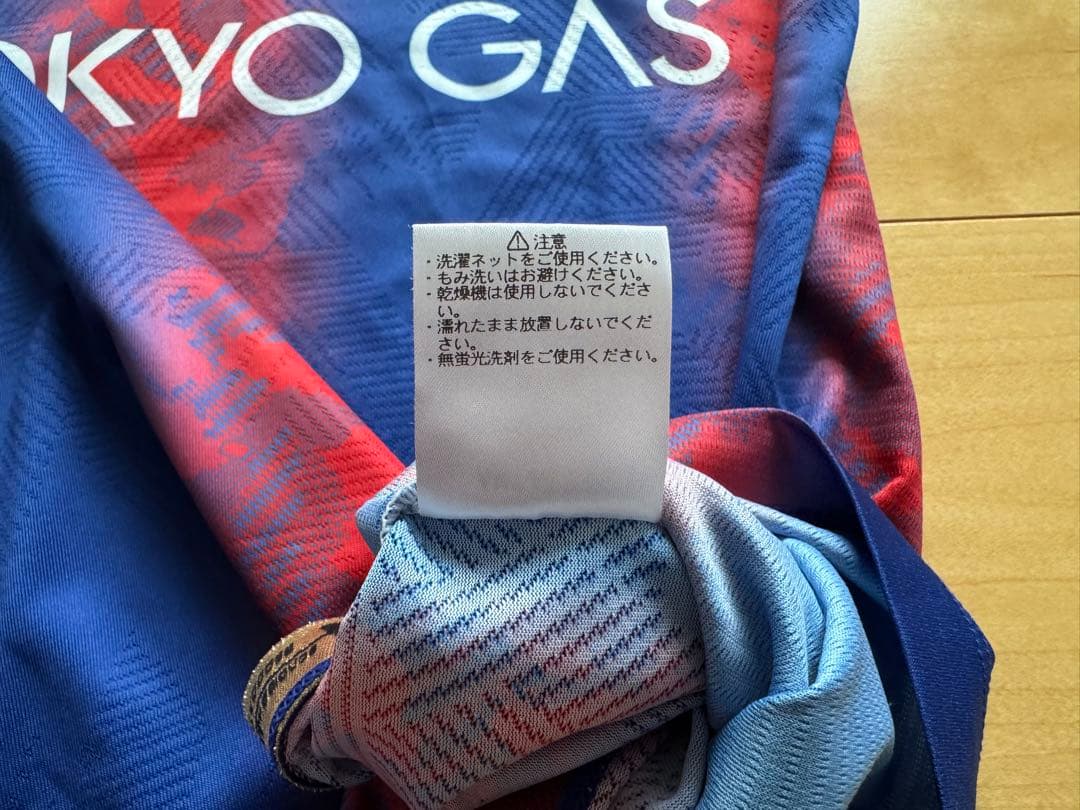 OKYO GAS
⚠ 注意
・洗濯ネットをご使用ください。
・もみ洗いはお避けください。
・乾燥機は使用しないでくださ
い。
・濡れたまま放置しないでくだ
さい。
・無蛍光洗剤をご使用ください。